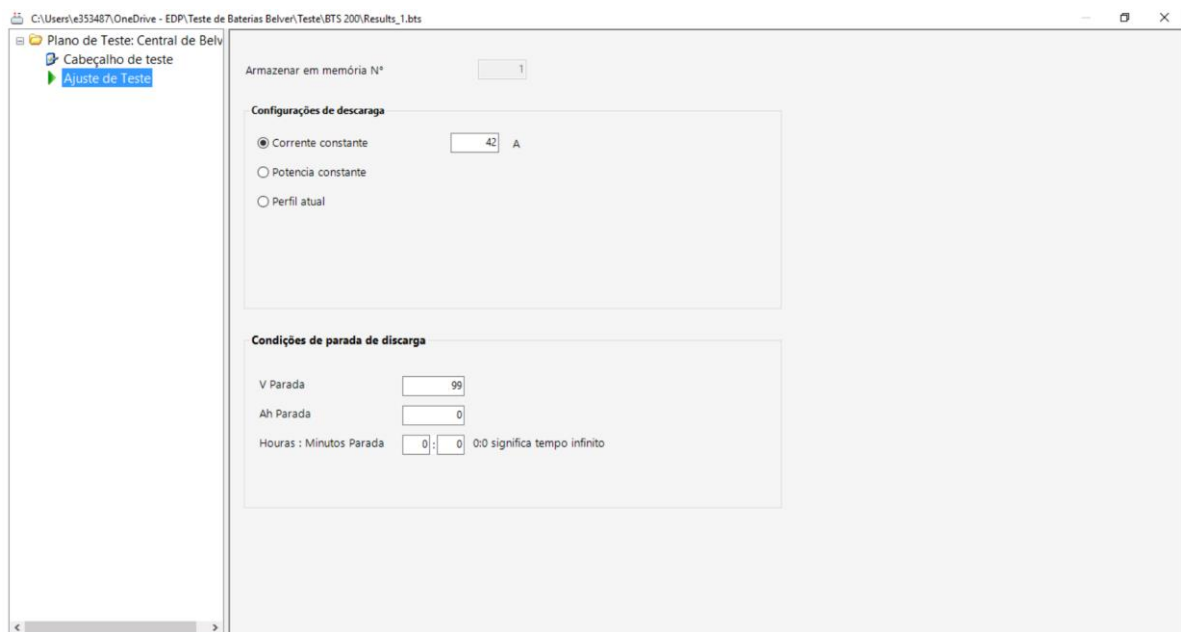 C:\Users\e353487\OneDrive - EDP\Teste de Baterias Belver\Teste\BTS 200\Results_1.bts
Plano de Teste: Central de Belv
Cabeçalho de teste
Ajuste de Teste
Armazenar em memória Nº 1
Configurações de descaraga
Corrente constante 42 A
Potencia constante
Perfil atual
Condições de parada de discarga
V Parada 99
Ah Parada 0
Houras : Minutos Parada 0 : 0 0:0 significa tempo infinito